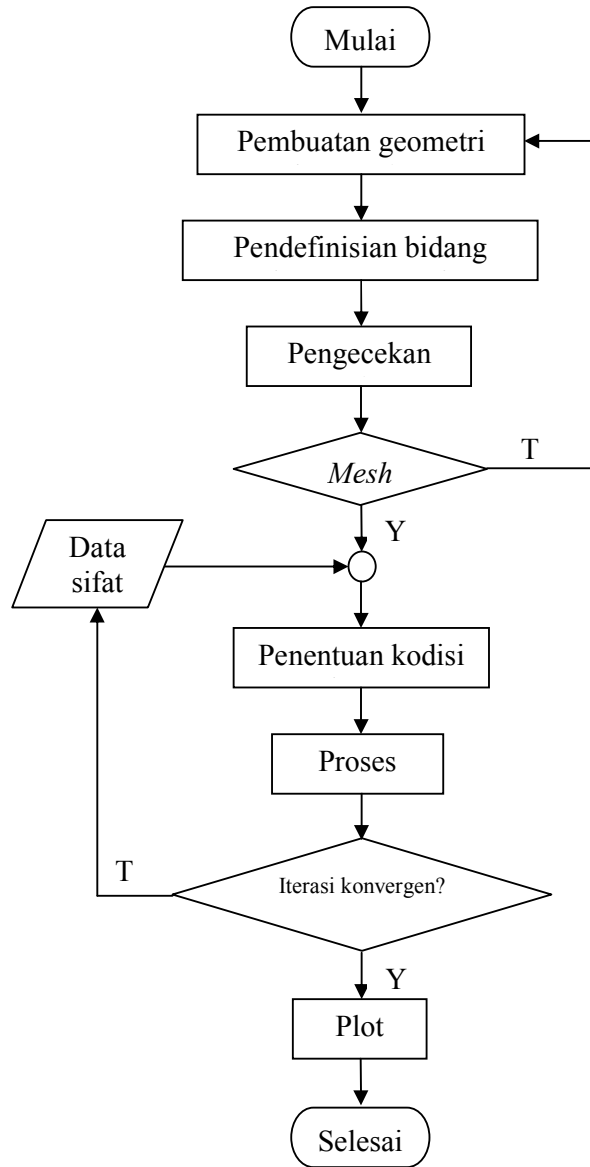 Mulai
Pembuatan geometri
Pendefinisian bidang
Pengecekan
Mesh
T
Y
Data
sifat
Penentuan kodisi
Proses
Iterasi konvergen?
T
Y
Plot
Selesai